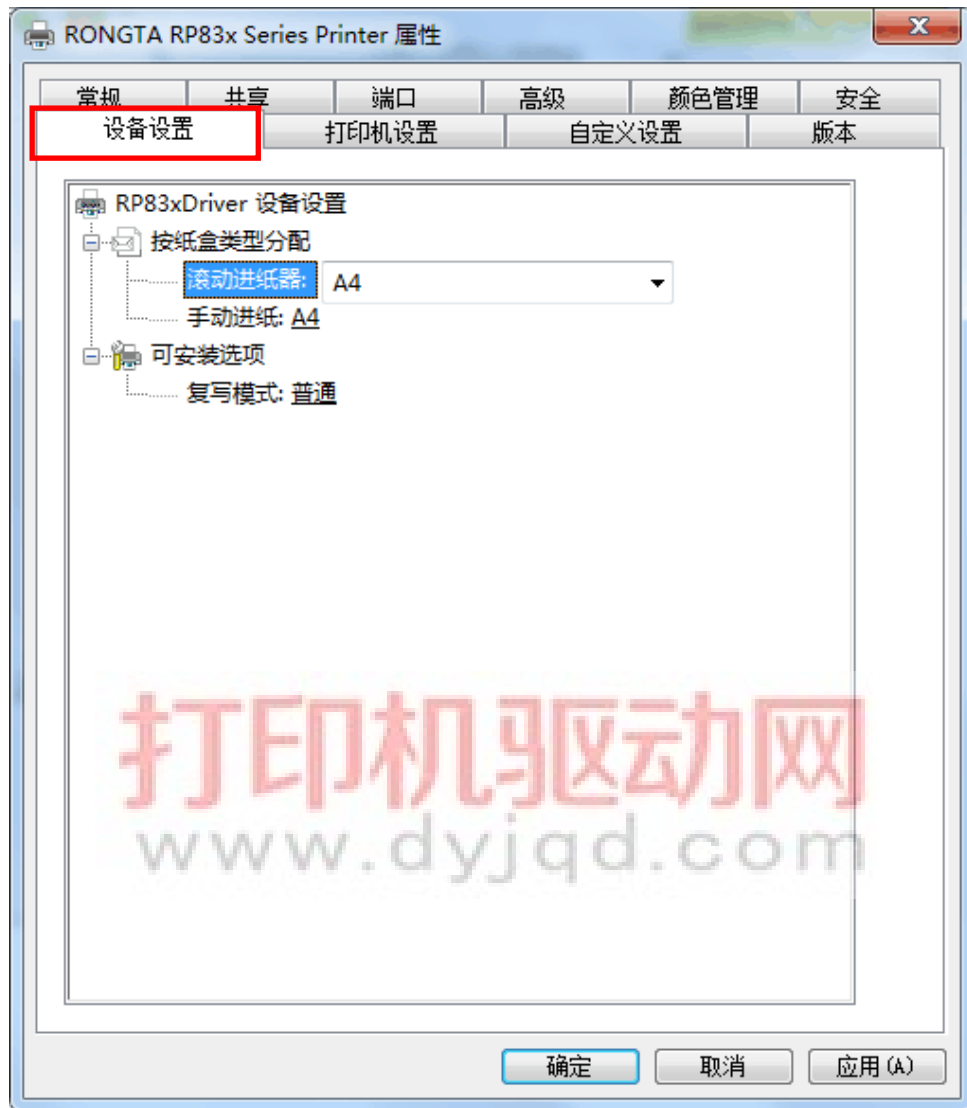 RONGTA RP83x Series Printer 属性
常规 共享 端口 高级 颜色管理 安全
设备设置 打印机设置 自定义设置 版本
RP83xDriver 设备设置
按纸盒类型分配
滚动进纸器: A4
手动进纸: A4
可安装选项
复写模式: 普通
打印机驱动网
www.dyjqd.com
确定 取消 应用(A)